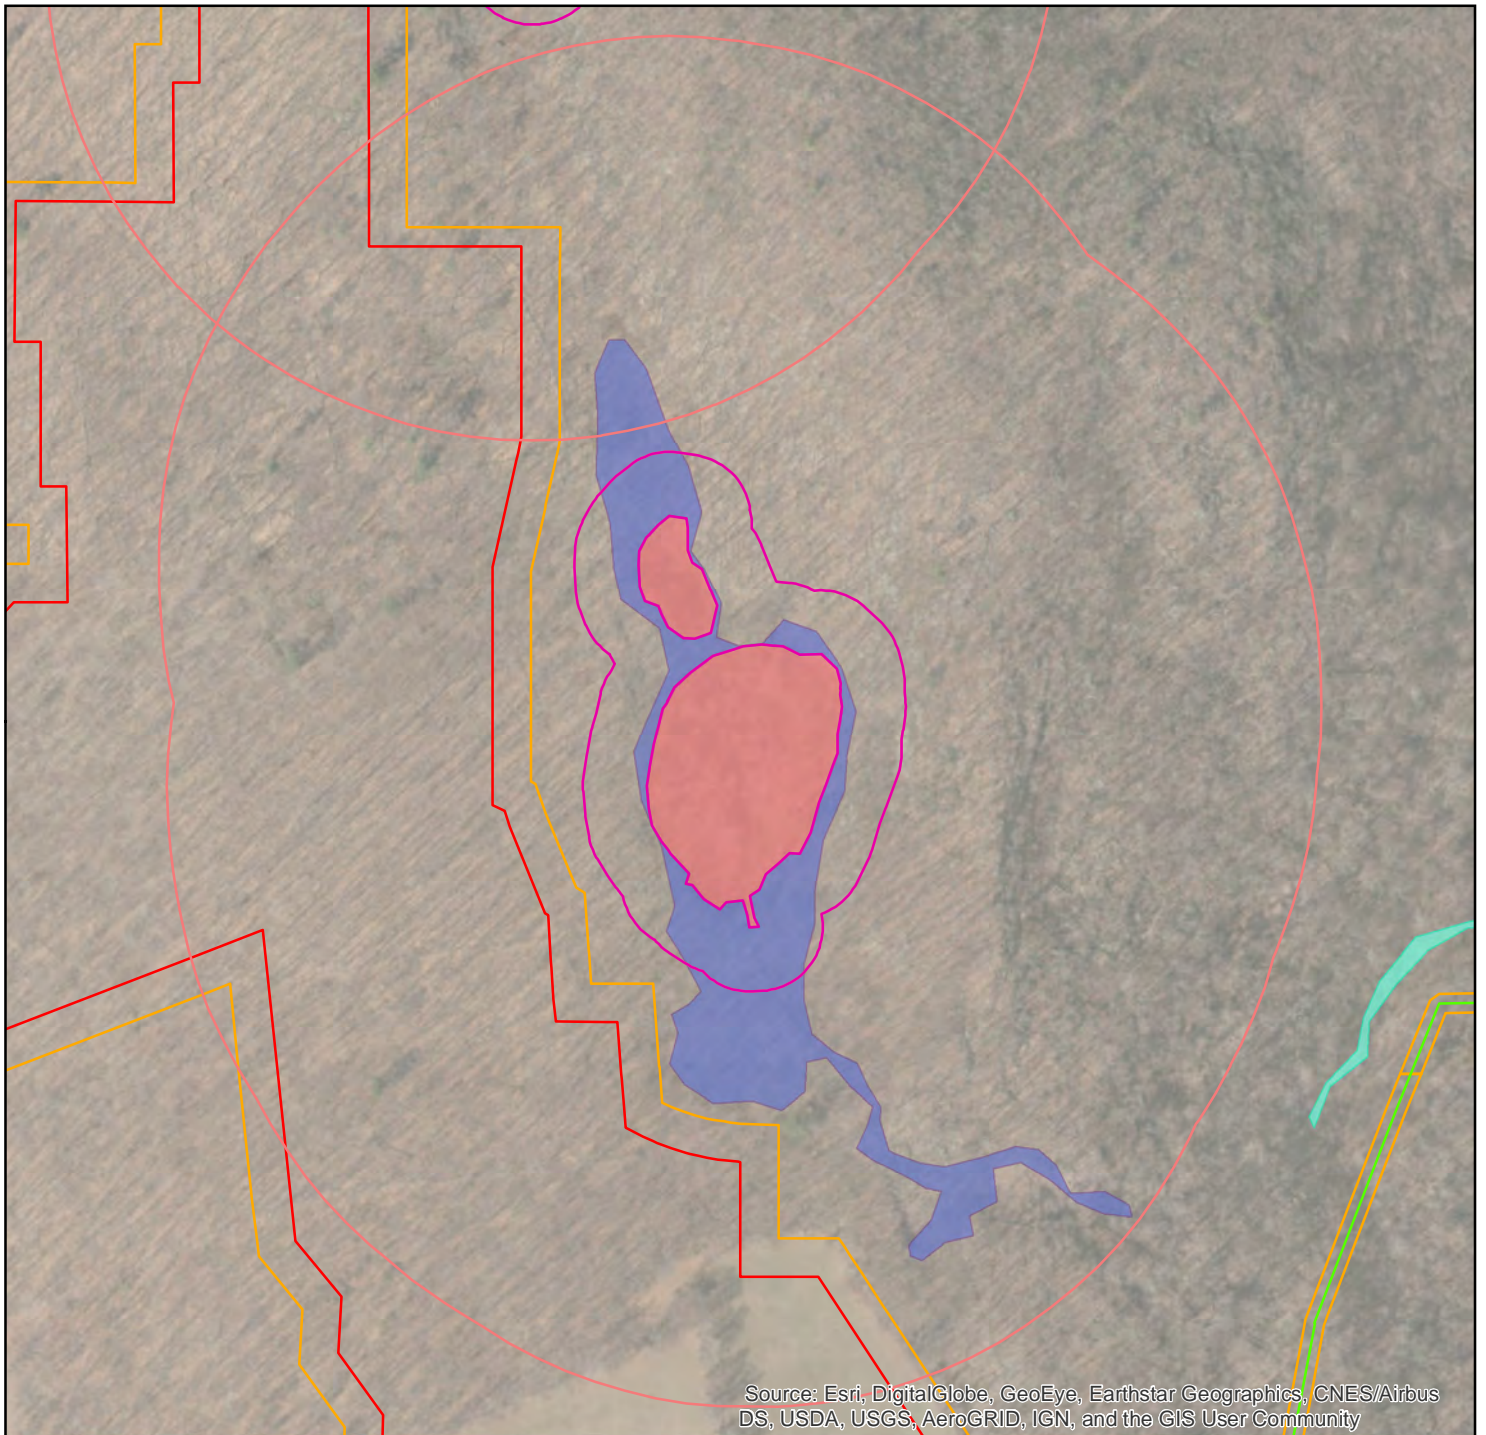 Source: Esri, DigitalGlobe, GeoEye, Earthstar Geographics, CNES/Airbus
DS, USDA, USGS, AeroGRID, IGN, and the GIS User Community